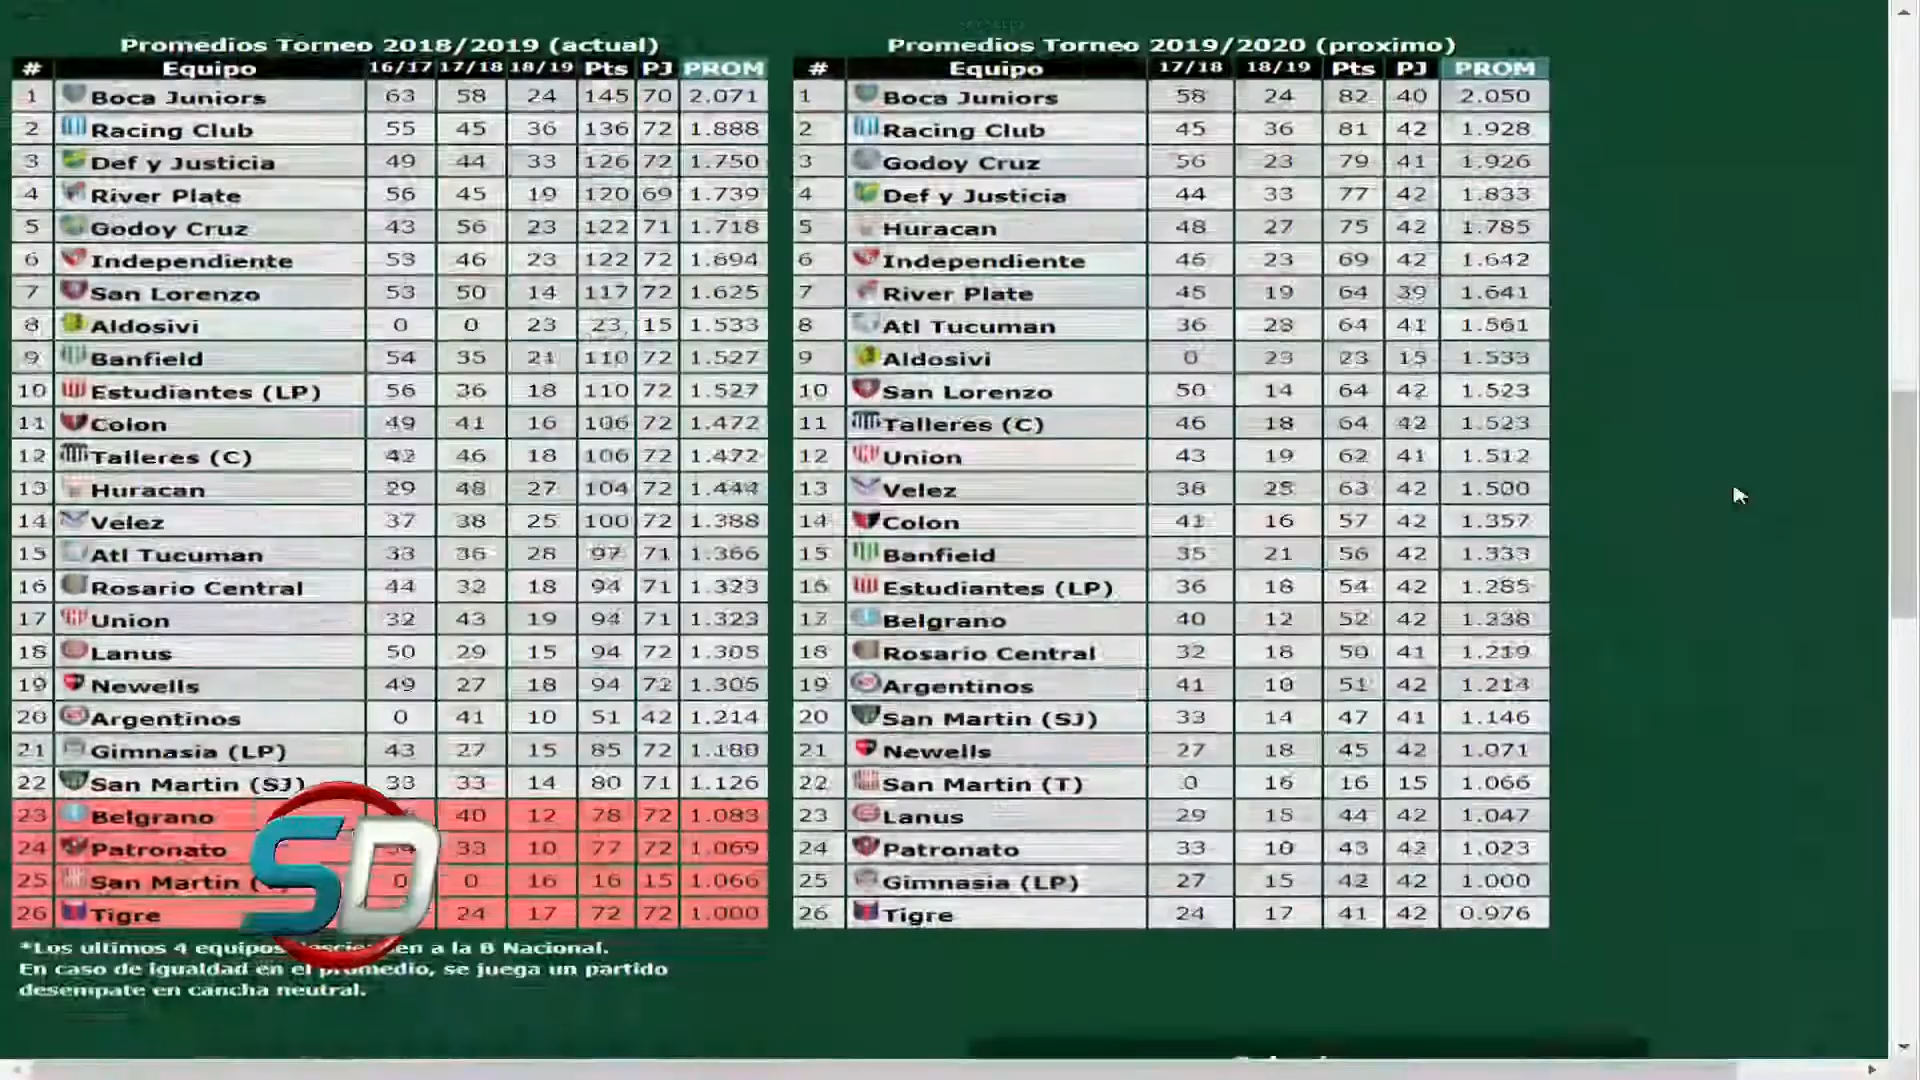 Promedios Torneo 2018/2019 (actual)
# Equipo 16/17 17/18 18/19 Pts PJ PROM
1 Boca Juniors 63 58 24 145 70 2.071
2 Racing Club 55 45 36 136 72 1.888
3 Def y Justicia 49 44 33 126 72 1.750
4 River Plate 56 45 19 120 69 1.739
5 Godoy Cruz 43 56 23 122 71 1.718
6 Independiente 53 46 23 122 72 1.694
7 San Lorenzo 53 50 14 117 72 1.625
8 Aldosivi 0 0 23 23 15 1.533
9 Banfield 54 35 21 110 72 1.527
10 Estudiantes (LP) 56 36 18 110 72 1.527
11 Colon 49 41 16 106 72 1.472
12 Talleres (C) 42 46 18 106 72 1.472
13 Huracan 29 48 27 104 72 1.444
14 Velez 37 38 25 100 72 1.388
15 Atl Tucuman 33 36 28 97 71 1.366
16 Rosario Central 44 32 18 94 71 1.323
17 Union 32 43 19 94 71 1.323
18 Lanus 50 29 15 94 72 1.305
19 Newells 49 27 18 94 72 1.305
20 Argentinos 0 41 10 51 42 1.214
21 Gimnasia (LP) 43 27 15 85 72 1.180
22 San Martin (SJ) 33 33 14 80 71 1.126
23 Belgrano 40 12 78 72 1.083
24 Patronato 33 10 77 72 1.069
25 San Martin 0 0 16 16 15 1.066
26 Tigre 24 17 72 72 1.000
*Los ultimos 4 equipos descienden a la B Nacional.
En caso de igualdad en el promedio, se juega un partido
desempate en cancha neutral.
SD
Promedios Torneo 2019/2020 (proximo)
# Equipo 17/18 18/19 Pts PJ PROM
1 Boca Juniors 58 24 82 40 2.050
2 Racing Club 45 36 81 42 1.928
3 Godoy Cruz 56 23 79 41 1.926
4 Def y Justicia 44 33 77 42 1.833
5 Huracan 48 27 75 42 1.785
6 Independiente 46 23 69 42 1.642
7 River Plate 45 19 64 39 1.641
8 Atl Tucuman 36 28 64 41 1.561
9 Aldosivi 0 23 23 15 1.533
10 San Lorenzo 50 14 64 42 1.523
11 Talleres (C) 46 18 64 42 1.523
12 Union 43 19 62 41 1.512
13 Velez 38 25 63 42 1.500
14 Colon 41 16 57 42 1.357
15 Banfield 35 21 56 42 1.333
16 Estudiantes (LP) 36 18 54 42 1.285
17 Belgrano 40 12 52 42 1.238
18 Rosario Central 32 18 50 41 1.219
19 Argentinos 41 10 51 42 1.214
20 San Martin (SJ) 33 14 47 41 1.146
21 Newells 27 18 45 42 1.071
22 San Martin (T) 0 16 16 15 1.066
23 Lanus 29 15 44 42 1.047
24 Patronato 33 10 43 42 1.023
25 Gimnasia (LP) 27 15 42 42 1.000
26 Tigre 24 17 41 42 0.976